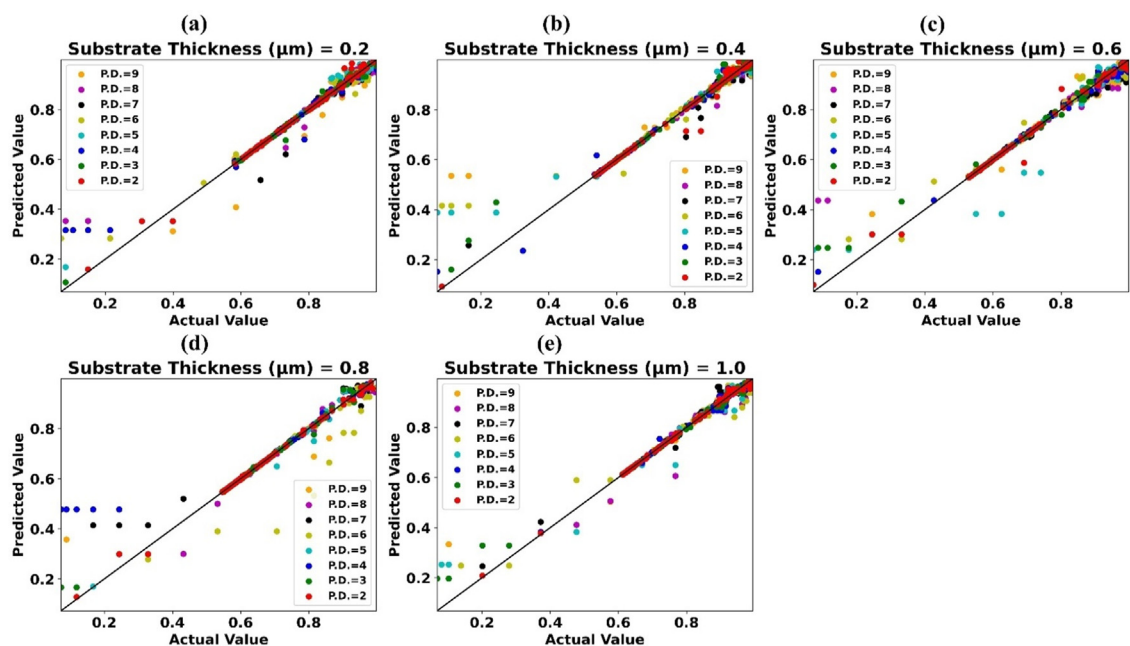 (a)
Substrate Thickness (μm) = 0.2
P.D.=9
P.D.=8
P.D.=7
P.D.=6
P.D.=5
P.D.=4
P.D.=3
P.D.=2
0.8
0.6
0.4
0.2
Predicted Value
0.2 0.4 0.6 0.8
Actual Value
(b)
Substrate Thickness (μm) = 0.4
P.D.=9
P.D.=8
P.D.=7
P.D.=6
P.D.=5
P.D.=4
P.D.=3
P.D.=2
0.8
0.6
0.4
0.2
Predicted Value
0.2 0.4 0.6 0.8
Actual Value
(c)
Substrate Thickness (μm) = 0.6
P.D.=9
P.D.=8
P.D.=7
P.D.=6
P.D.=5
P.D.=4
P.D.=3
P.D.=2
0.8
0.6
0.4
0.2
Predicted Value
0.2 0.4 0.6 0.8
Actual Value
(d)
Substrate Thickness (μm) = 0.8
P.D.=9
P.D.=8
P.D.=7
P.D.=6
P.D.=5
P.D.=4
P.D.=3
P.D.=2
0.8
0.6
0.4
0.2
Predicted Value
0.2 0.4 0.6 0.8
Actual Value
(e)
Substrate Thickness (μm) = 1.0
P.D.=9
P.D.=8
P.D.=7
P.D.=6
P.D.=5
P.D.=4
P.D.=3
P.D.=2
0.8
0.6
0.4
0.2
Predicted Value
0.2 0.4 0.6 0.8
Actual Value